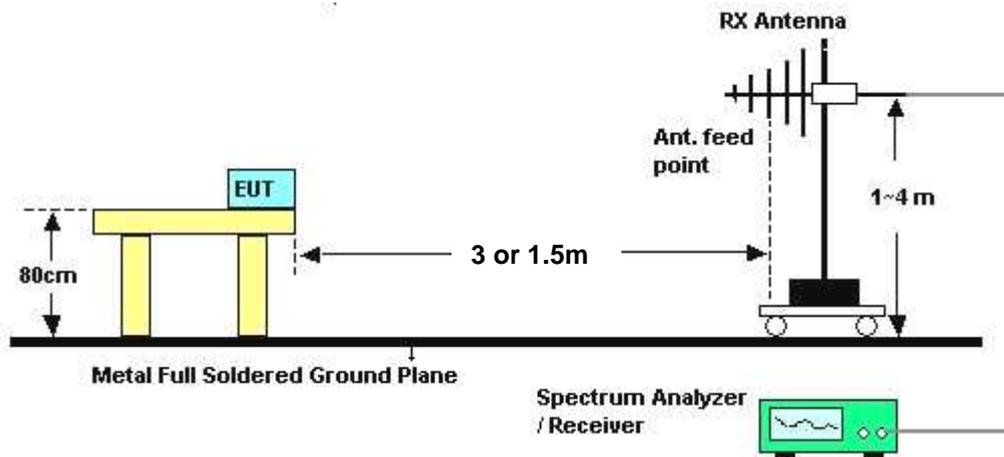 RX Antenna
Ant. feed
point
EUT
1~4 m
3 or 1.5m
80cm
Metal Full Soldered Ground Plane
Spectrum Analyzer
/ Receiver